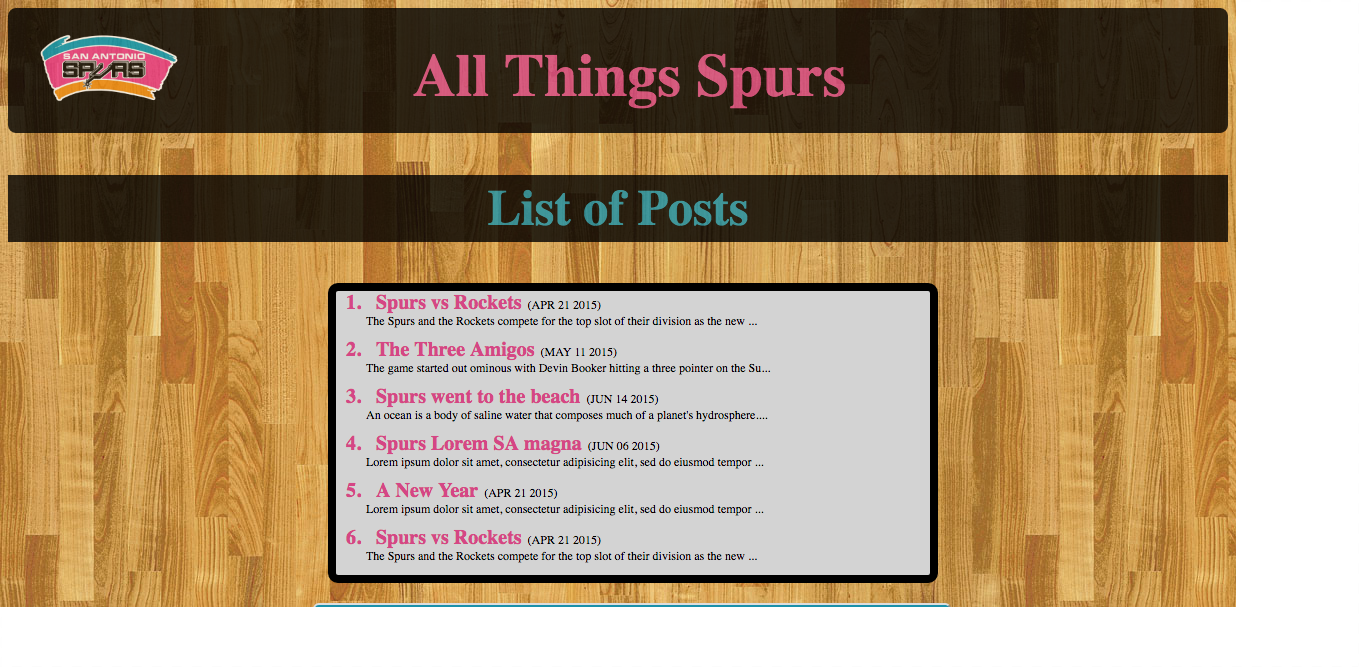 SAN ANTONIO
SPURS
All Things Spurs
List of Posts
1. Spurs vs Rockets (APR 21 2015)
The Spurs and the Rockets compete for the top slot of their division as the new ...
2. The Three Amigos (MAY 11 2015)
The game started out ominous with Devin Booker hitting a three pointer on the Su...
3. Spurs went to the beach (JUN 14 2015)
An ocean is a body of saline water that composes much of a planet's hydrosphere....
4. Spurs Lorem SA magna (JUN 06 2015)
Lorem ipsum dolor sit amet, consectetur adipisicing elit, sed do eiusmod tempor ...
5. A New Year (APR 21 2015)
Lorem ipsum dolor sit amet, consectetur adipisicing elit, sed do eiusmod tempor ...
6. Spurs vs Rockets (APR 21 2015)
The Spurs and the Rockets compete for the top slot of their division as the new ...